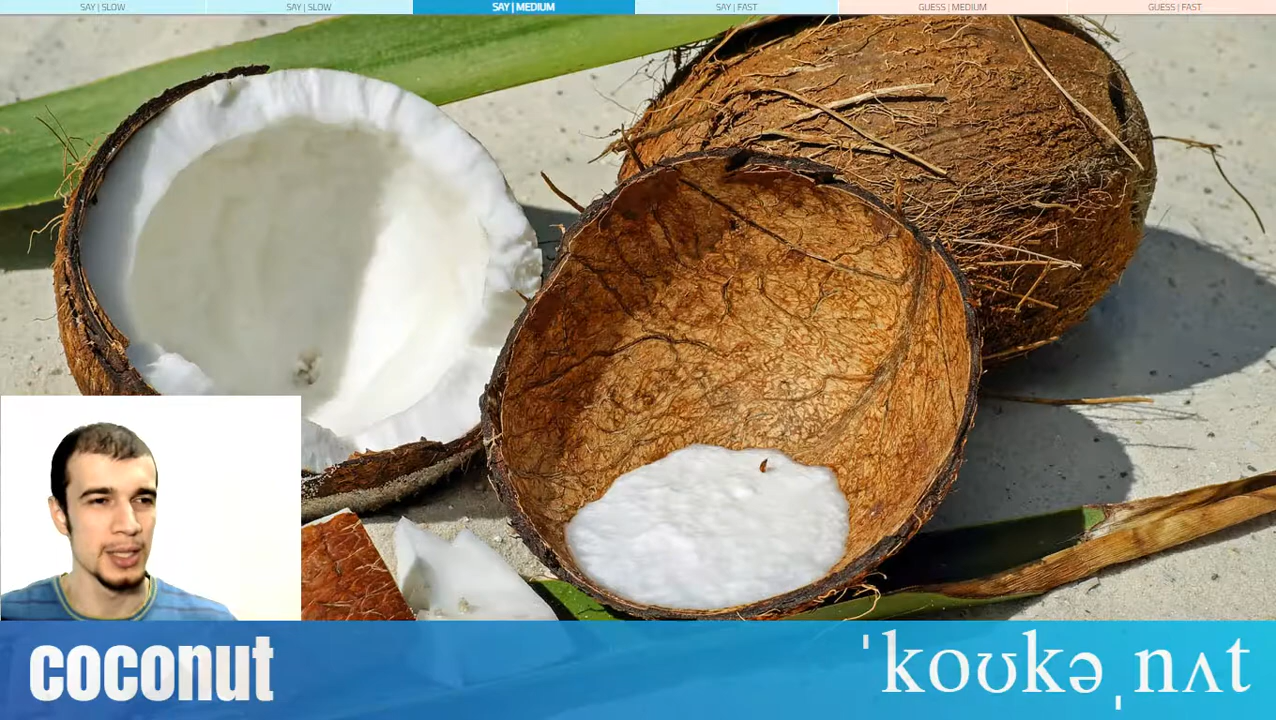 SAY | SLOW
SAY | SLOW
SAY | MEDIUM
SAY | FAST
GUESS | MEDIUM
GUESS | FAST
coconut
ˈkoʊkəˌnʌt